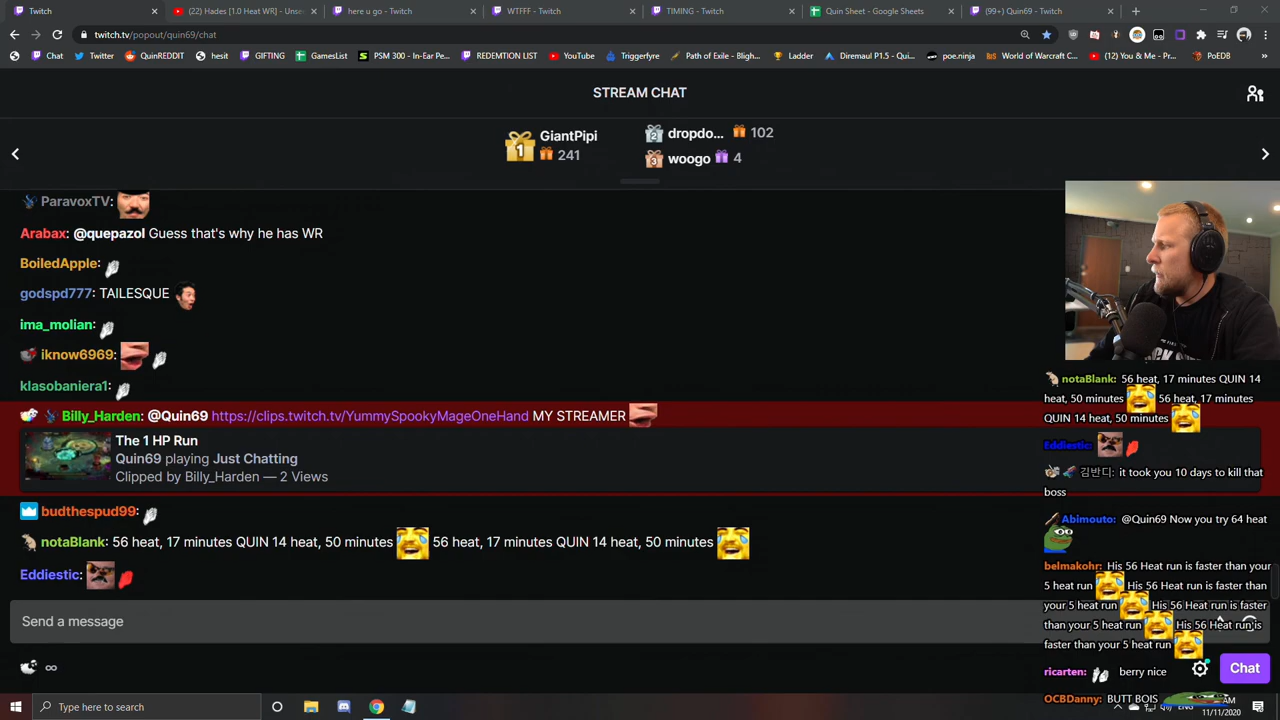 Twitch
(22) Hades [1.0 Heat WR] - Unse
here u go - Twitch
WTFFF - Twitch
TIMING - Twitch
Quin Sheet - Google Sheets
(99+) Quin69 - Twitch
twitch.tv/popout/quin69/chat
Chat
Twitter
QuinREDDIT
hesit
GIFTING
GamesList
PSM 300 - In-Ear Pe...
REDEMTION LIST
YouTube
Triggerfyre
Path of Exile - Bligh...
Ladder
Diremaul P1.5 - Qui...
poe.ninja
World of Warcraft C...
(12) You & Me - Pr...
PoEDB
STREAM CHAT
1 GiantPipi
241
2 dropdo... 102
3 woogo 4
ParavoxTV:
Arabax: @quepazol Guess that's why he has WR
BoiledApple:
godspd777: TAILESQUE
ima_molian:
iknow6969:
klasobaniera1:
Billy_Harden: @Quin69 https://clips.twitch.tv/YummySpookyMageOneHand MY STREAMER
The 1 HP Run
Quin69 playing Just Chatting
Clipped by Billy_Harden — 2 Views
budthespud99:
notaBlank: 56 heat, 17 minutes QUIN 14 heat, 50 minutes 56 heat, 17 minutes QUIN 14 heat, 50 minutes
Eddiestic:
Send a message
∞
Chat
notaBlank: 56 heat, 17 minutes QUIN 14
heat, 50 minutes 56 heat, 17 minutes
QUIN 14 heat, 50 minutes
Eddiestic:
김반디: it took you 10 days to kill that
boss
Abimouto: @Quin69 Now you try 64 heat
belmakohr: His 56 Heat run is faster than your
5 heat run His 56 Heat run is faster than
your 5 heat run His 56 Heat run is faster
than your 5 heat run His 56 Heat run is
faster than your 5 heat run
ricarten: berry nice
OCBDanny: BUTT BOIS
Type here to search
ENG
AM
11/11/2020